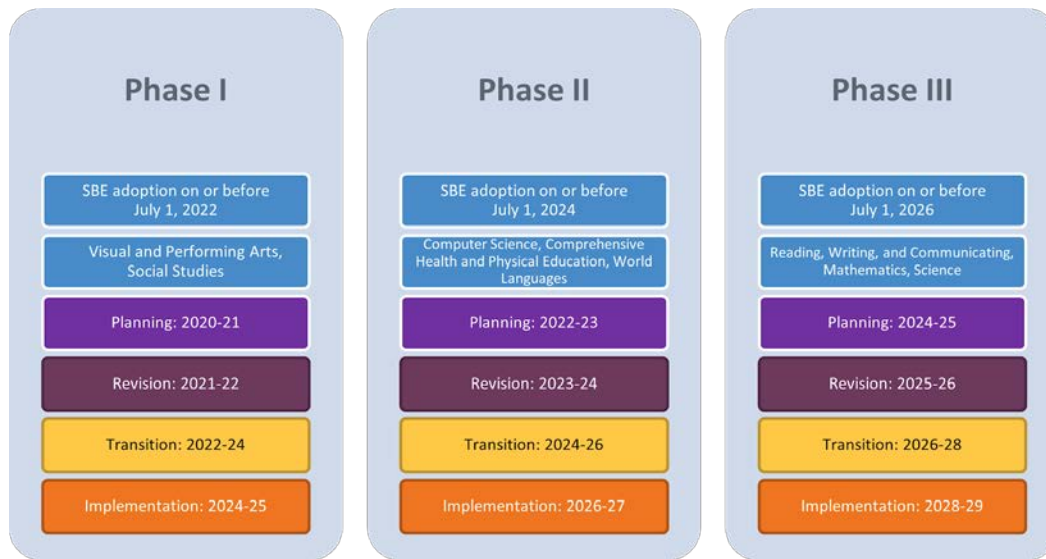 Phase I
SBE adoption on or before
July 1, 2022
Visual and Performing Arts,
Social Studies
Planning: 2020-21
Revision: 2021-22
Transition: 2022-24
Implementation: 2024-25
Phase II
SBE adoption on or before
July 1, 2024
Computer Science, Comprehensive
Health and Physical Education, World
Languages
Planning: 2022-23
Revision: 2023-24
Transition: 2024-26
Implementation: 2026-27
Phase III
SBE adoption on or before
July 1, 2026
Reading, Writing, and Communicating,
Mathematics, Science
Planning: 2024-25
Revision: 2025-26
Transition: 2026-28
Implementation: 2028-29